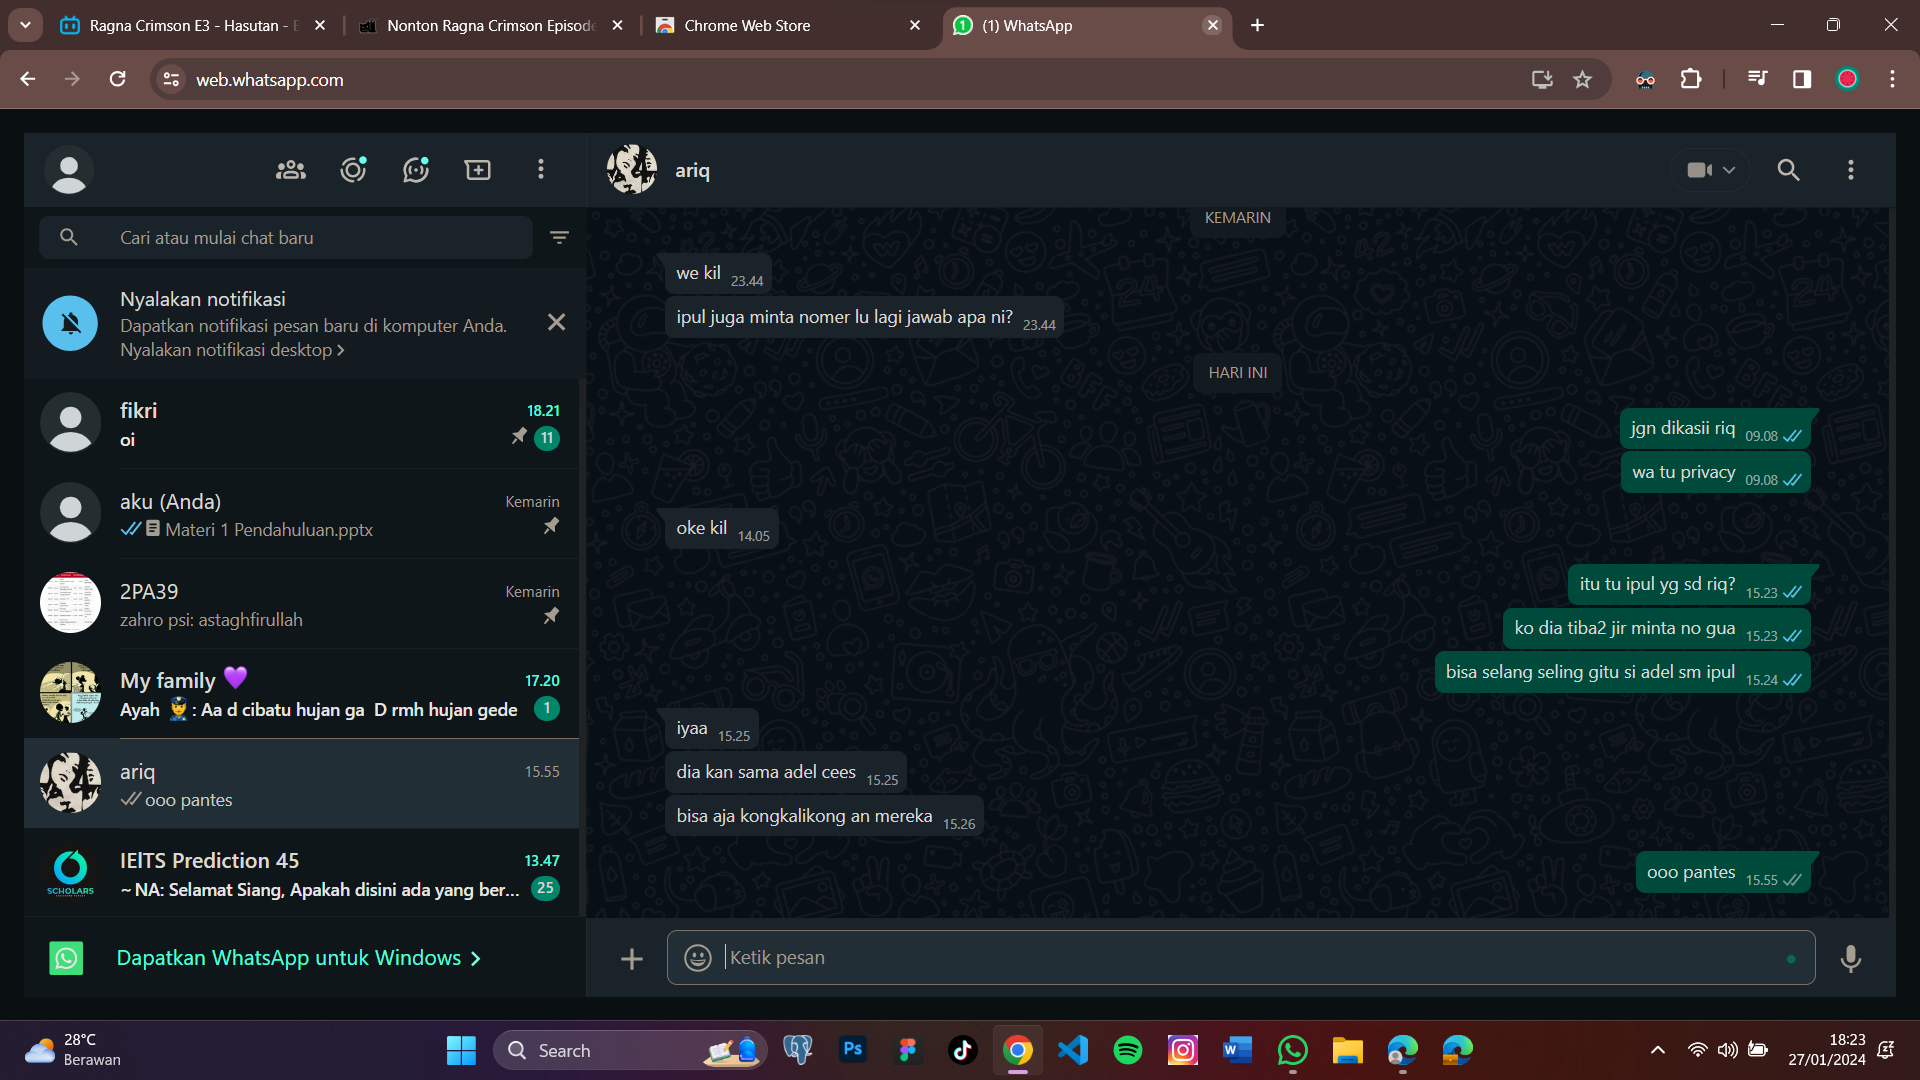 Ragna Crimson E3 - Hasutan -
Nonton Ragna Crimson Episode
Chrome Web Store
(1) WhatsApp
web.whatsapp.com
ariq
Cari atau mulai chat baru
Nyalakan notifikasi
Dapatkan notifikasi pesan baru di komputer Anda.
Nyalakan notifikasi desktop
fikri
18.21
oi
11
aku (Anda)
Kemarin
Materi 1 Pendahuluan.pptx
2PA39
Kemarin
zahro psi: astaghfirullah
My family 💜
17.20
Ayah 👮: Aa d cibatu hujan ga D rmh hujan gede
1
ariq
15.55
ooo pantes
SCHOLARS
IElTS Prediction 45
13.47
~ NA: Selamat Siang, Apakah disini ada yang ber...
25
Dapatkan WhatsApp untuk Windows
KEMARIN
we kil 23.44
ipul juga minta nomer lu lagi jawab apa ni? 23.44
HARI INI
jgn dikasii riq 09.08
wa tu privacy 09.08
oke kil 14.05
itu tu ipul yg sd riq? 15.23
ko dia tiba2 jir minta no gua 15.23
bisa selang seling gitu si adel sm ipul 15.24
iyaa 15.25
dia kan sama adel cees 15.25
bisa aja kongkalikong an mereka 15.26
ooo pantes 15.55
Ketik pesan
28°C
Berawan
Search
Ps
W
18:23
27/01/2024